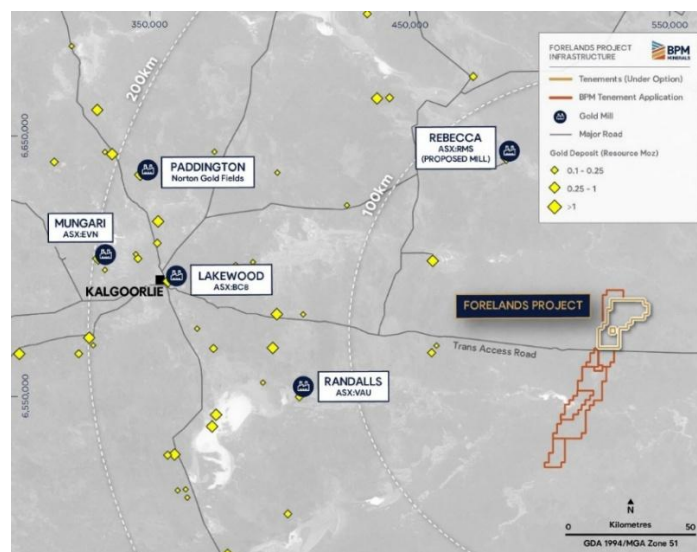 350,000
450,000
550,000
6,650,000
6,550,000
200km
100km
PADDINGTON
Norton Gold Fields
MUNGARI
ASX:EVN
LAKEWOOD
ASX:BC8
KALGOORLIE
RANDALLS
ASX:VAU
REBECCA
ASX:RMS
(PROPOSED MILL)
FORELANDS PROJECT
Trans Access Road
FORELANDS PROJECT
INFRASTRUCTURE
BPM
MINERALS
Tenements (Under Option)
BPM Tenement Application
Gold Mill
Major Road
Gold Deposit (Resource Moz)
0.1 - 0.25
0.25 - 1
>1
N
0 Kilometres 50
GDA 1994/MGA Zone 51